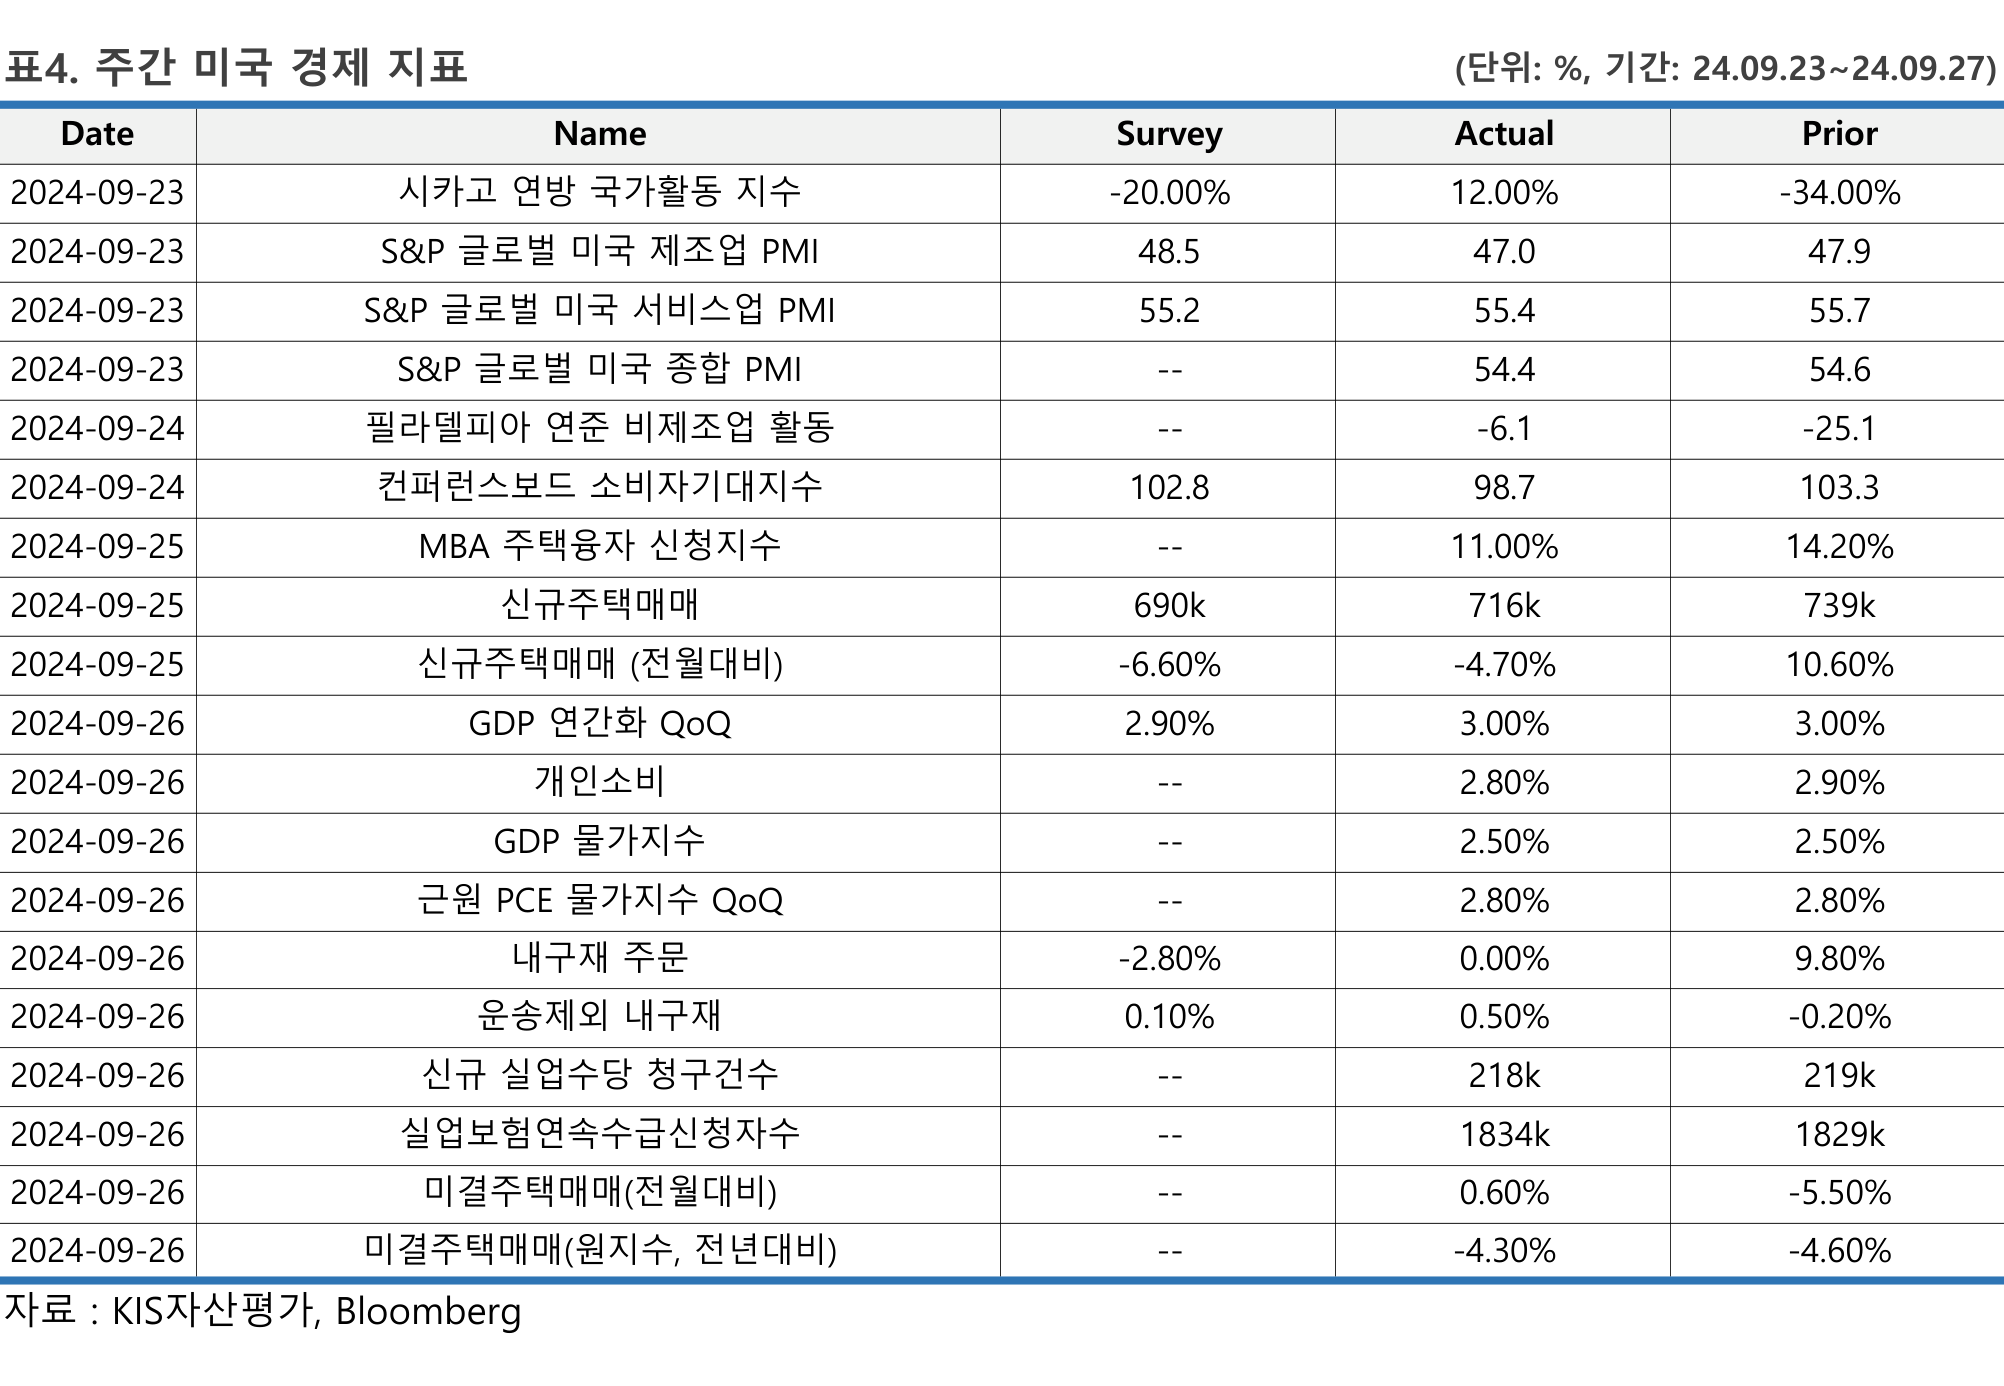 표4. 주간 미국 경제 지표 (단위: %, 기간: 24.09.23~24.09.27)
Date Name Survey Actual Prior
2024-09-23 시카고 연방 국가활동 지수 -20.00% 12.00% -34.00%
2024-09-23 S&P 글로벌 미국 제조업 PMI 48.5 47.0 47.9
2024-09-23 S&P 글로벌 미국 서비스업 PMI 55.2 55.4 55.7
2024-09-23 S&P 글로벌 미국 종합 PMI -- 54.4 54.6
2024-09-24 필라델피아 연준 비제조업 활동 -- -6.1 -25.1
2024-09-24 컨퍼런스보드 소비자기대지수 102.8 98.7 103.3
2024-09-25 MBA 주택융자 신청지수 -- 11.00% 14.20%
2024-09-25 신규주택매매 690k 716k 739k
2024-09-25 신규주택매매 (전월대비) -6.60% -4.70% 10.60%
2024-09-26 GDP 연간화 QoQ 2.90% 3.00% 3.00%
2024-09-26 개인소비 -- 2.80% 2.90%
2024-09-26 GDP 물가지수 -- 2.50% 2.50%
2024-09-26 근원 PCE 물가지수 QoQ -- 2.80% 2.80%
2024-09-26 내구재 주문 -2.80% 0.00% 9.80%
2024-09-26 운송제외 내구재 0.10% 0.50% -0.20%
2024-09-26 신규 실업수당 청구건수 -- 218k 219k
2024-09-26 실업보험연속수급신청자수 -- 1834k 1829k
2024-09-26 미결주택매매(전월대비) -- 0.60% -5.50%
2024-09-26 미결주택매매(원지수, 전년대비) -- -4.30% -4.60%
자료 : KIS자산평가, Bloomberg